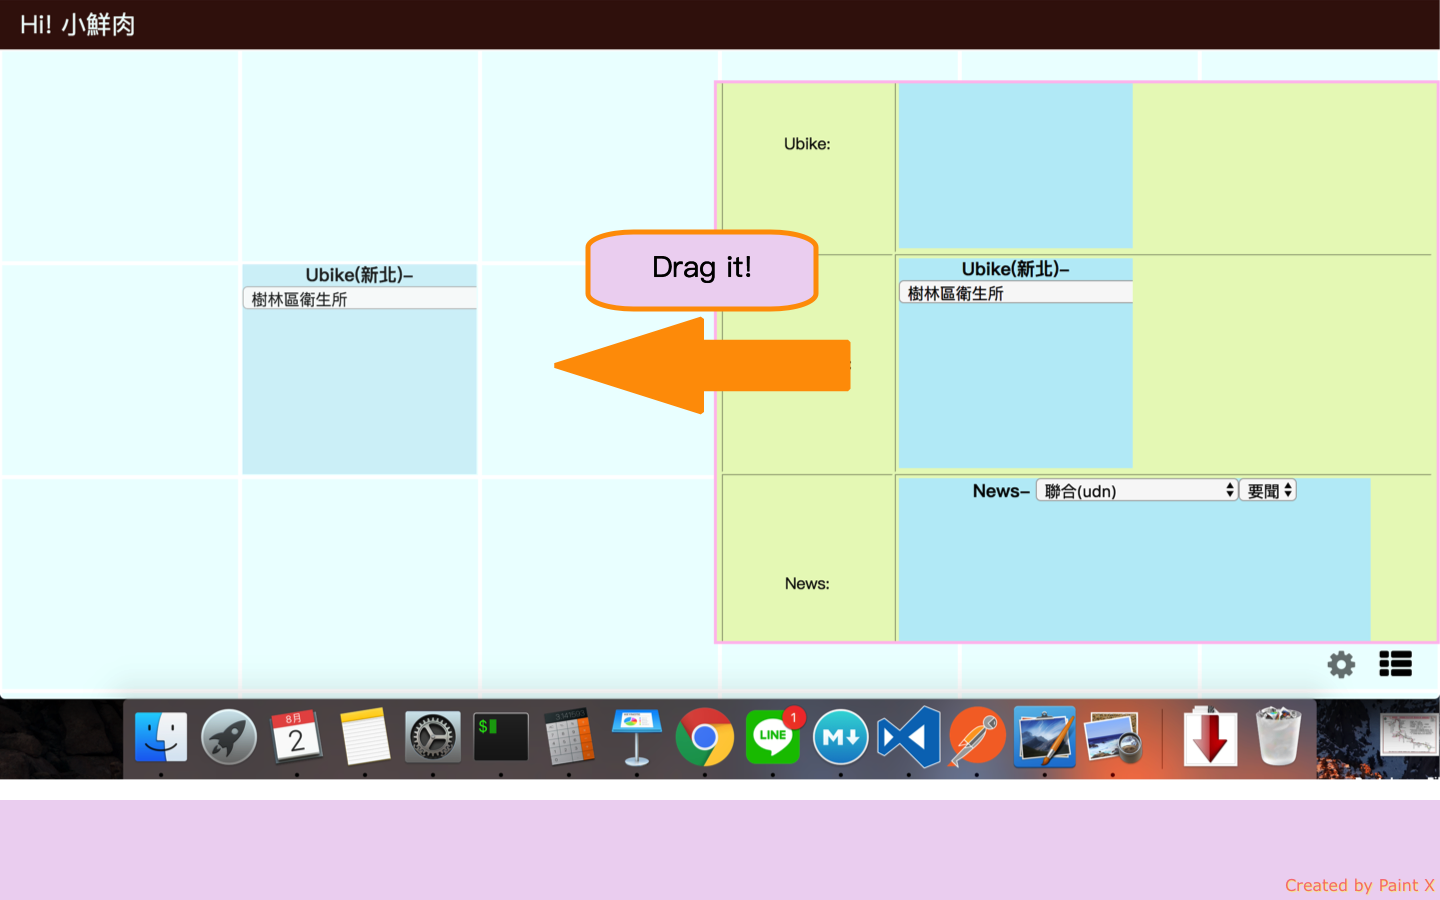 Hi! 小鮮肉
Ubike:
Drag it!
Ubike(新北)–
樹林區衛生所
Ubike(新北)–
樹林區衛生所
News– 聯合(udn) 要聞
News:
8月
2
$
LINE
1
M
Created by Paint X